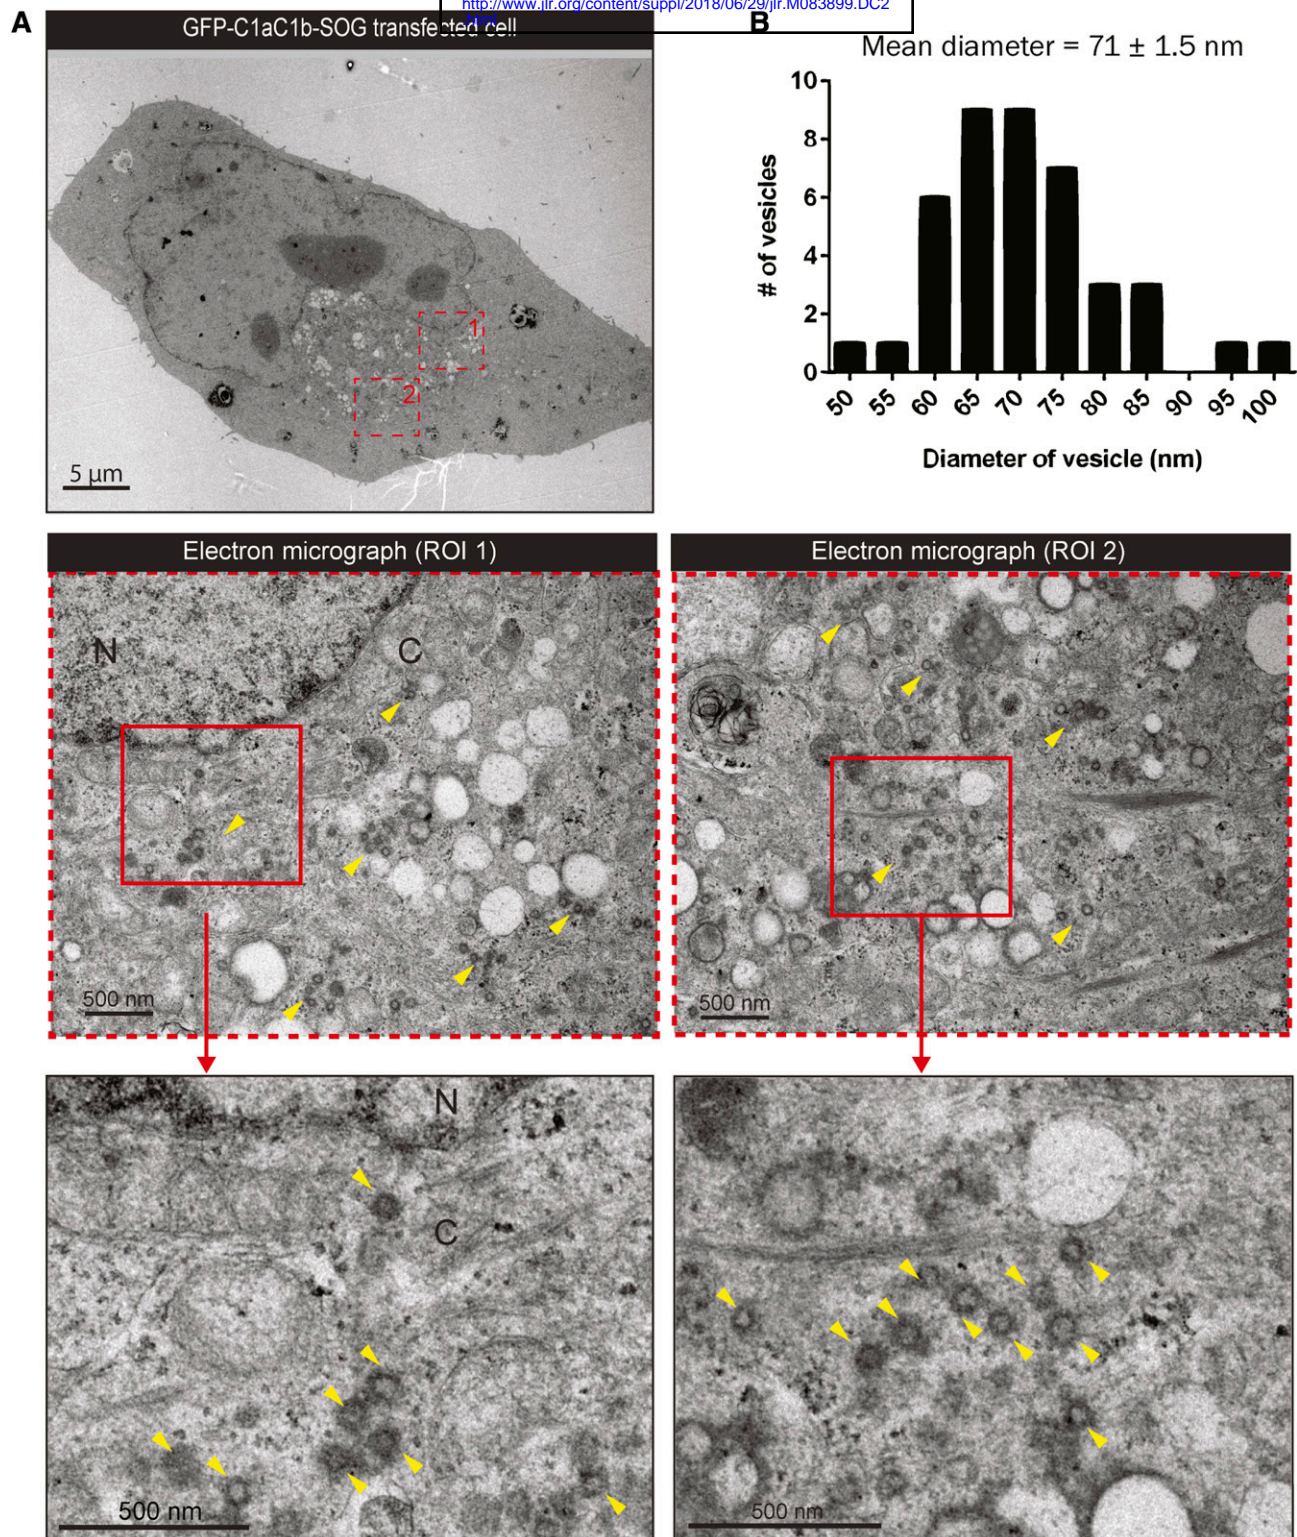 http://www.jlr.org/content/suppl/2018/06/29/jlr.M083899.DC2
.html
A
GFP-C1aC1b-SOG transfected cell
1
2
5 µm
B
Mean diameter = 71 ± 1.5 nm
# of vesicles
10
8
6
4
2
0
50 55 60 65 70 75 80 85 90 95 100
Diameter of vesicle (nm)
Electron micrograph (ROI 1)
N
C
500 nm
Electron micrograph (ROI 2)
500 nm
N
C
500 nm
500 nm